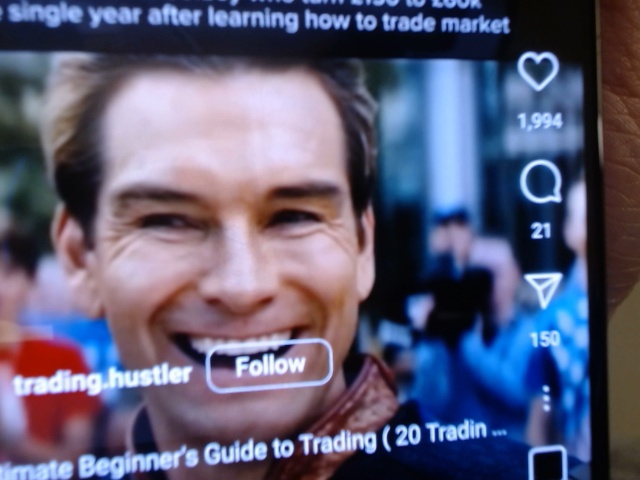 single year after learning how to trade market
1,994
21
150
trading.hustler
Follow
Beginner's Guide to Trading ( 20 Tradin ...